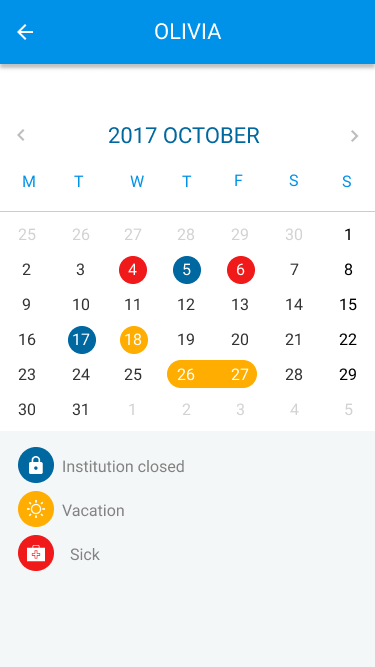 OLIVIA
2017 OCTOBER
M T W T F S S
25 26 27 28 29 30 1
2 3 4 5 6 7 8
9 10 11 12 13 14 15
16 17 18 19 20 21 22
23 24 25 26 27 28 29
30 31 1 2 3 4 5
Institution closed
Vacation
Sick